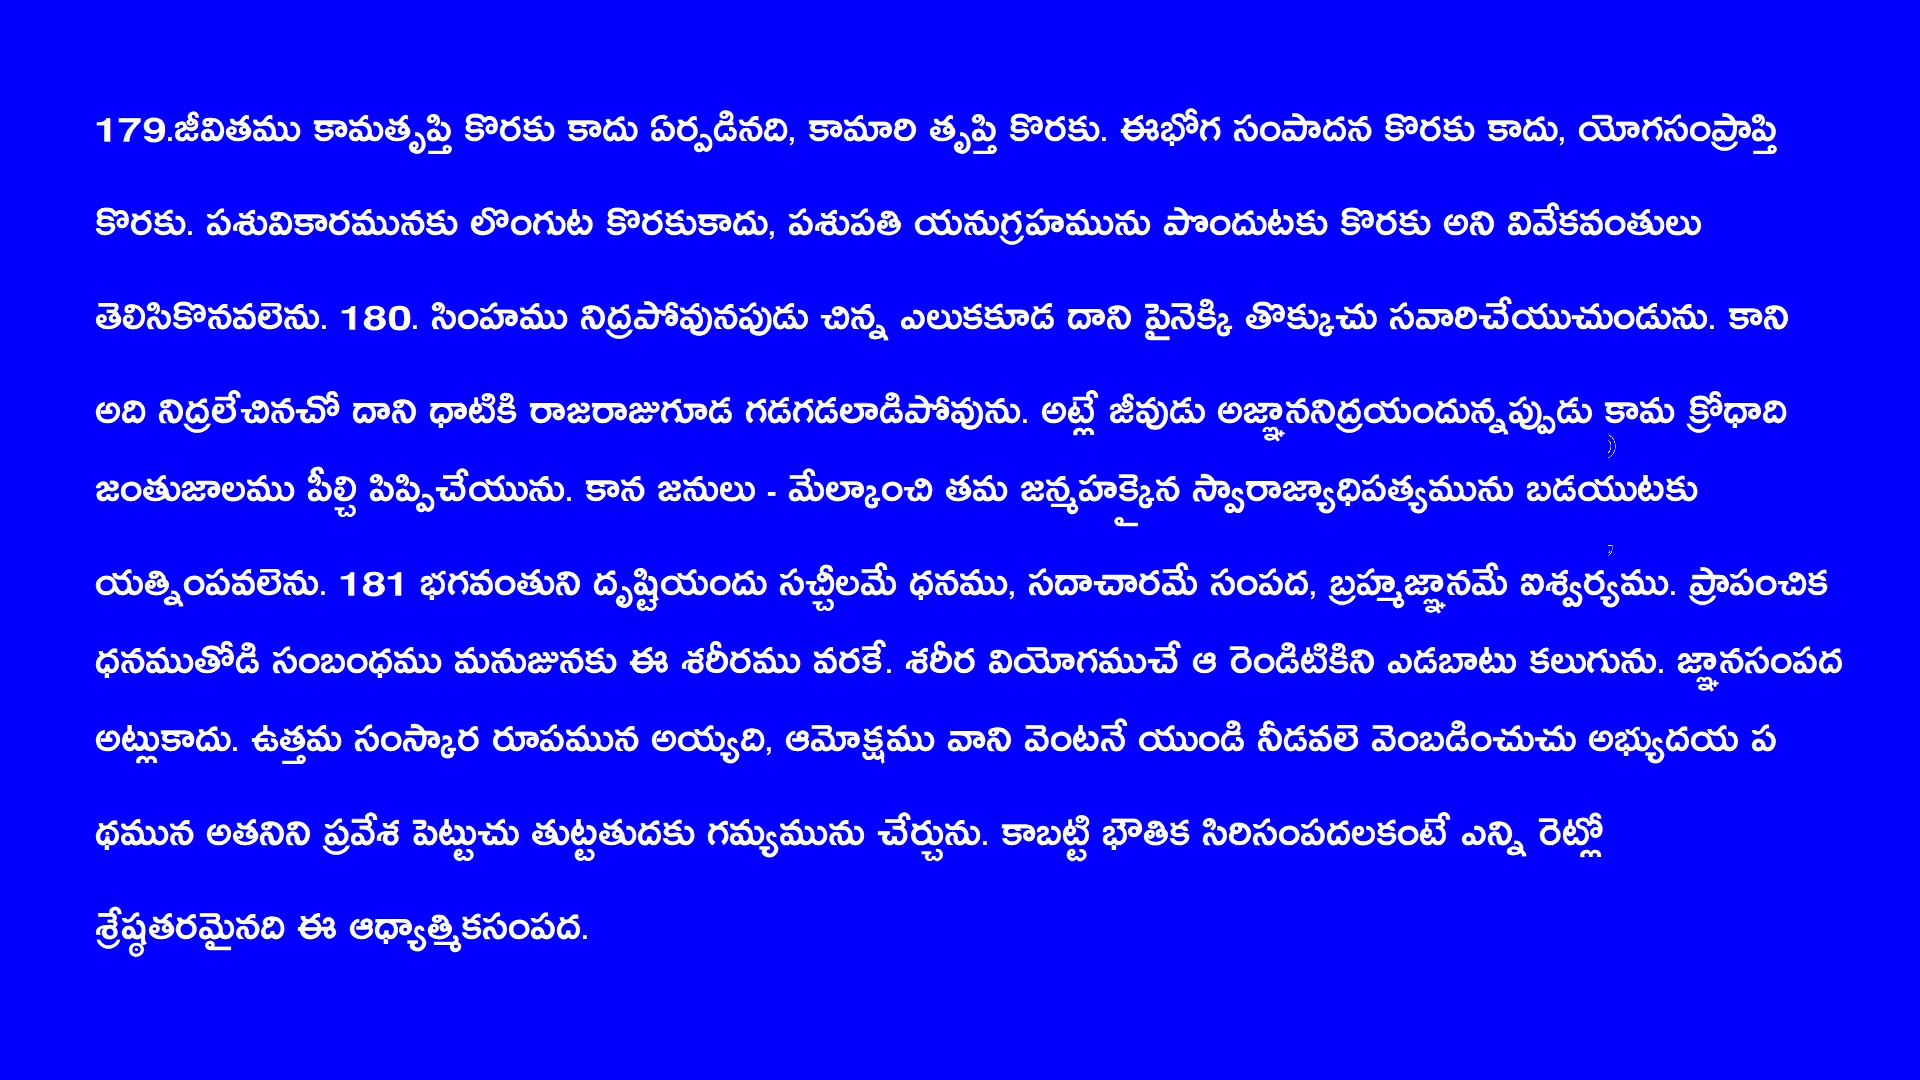 179.జీవితము కామతృప్తి కొరకు కాదు ఏర్పడినది, కామారి తృప్తి కొరకు. ఈభోగ సంపాదన కొరకు కాదు, యోగసంప్రాప్తి
కొరకు. పశువికారమునకు లొంగుట కొరకుకాదు, పశుపతి యనుగ్రహమును పొందుటకు కొరకు అని వివేకవంతులు
తెలిసికొనవలెను. 180. సింహము నిద్రపోవునపుడు చిన్న ఎలుకకూడ దాని పైనెక్కి తొక్కుచు సవారిచేయుచుండును. కాని
అది నిద్రలేచినచో దాని ధాటికి రాజరాజుగూడ గడగడలాడిపోవును. అట్లే జీవుడు అజ్ఞాననిద్రయందున్నప్పుడు కామ క్రోధాది
జంతుజాలము పీల్చి పిప్పిచేయును. కాన జనులు - మేల్కాంచి తమ జన్మహక్కైన స్వారాజ్యాధిపత్యమును బడయుటకు
యత్నింపవలెను. 181 భగవంతుని దృష్టియందు సచ్చీలమే ధనము, సదాచారమే సంపద, బ్రహ్మజ్ఞానమే ఐశ్వర్యము. ప్రాపంచిక
ధనముతోడి సంబంధము మనుజునకు ఈ శరీరము వరకే. శరీర వియోగముచే ఆ రెండిటికిని ఎడబాటు కలుగును. జ్ఞానసంపద
అట్లుకాదు. ఉత్తమ సంస్కార రూపమున అయ్యది, ఆమోక్షము వాని వెంటనే యుండి నీడవలె వెంబడించుచు అభ్యుదయ ప
థమున అతనిని ప్రవేశ పెట్టుచు తుట్టతుదకు గమ్యమును చేర్చును. కాబట్టి భౌతిక సిరిసంపదలకంటే ఎన్ని రెట్లో
శ్రేష్ఠతరమైనది ఈ ఆధ్యాత్మికసంపద.